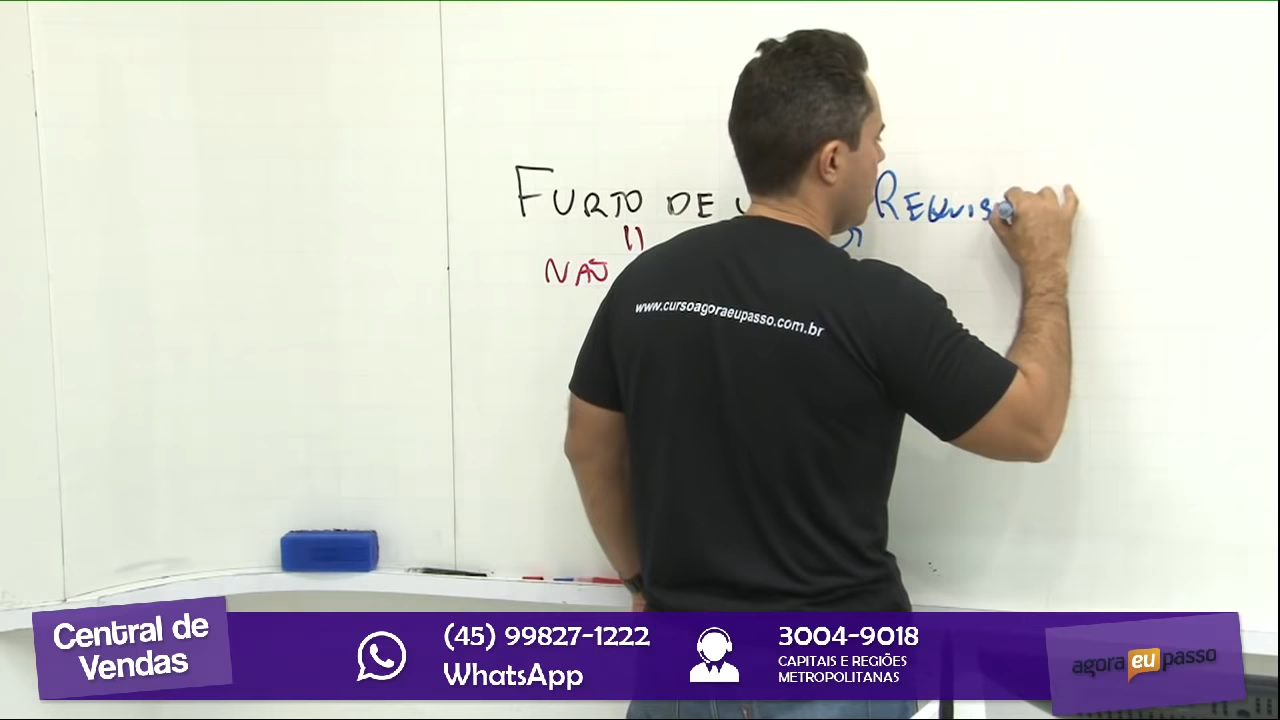 FURTO DE U REQUIS
NÃO
www.cursoagoraeupasso.com.br
Central de
Vendas
(45) 99827-1222
WhatsApp
3004-9018
CAPITAIS E REGIÕES
METROPOLITANAS
agora eu passo